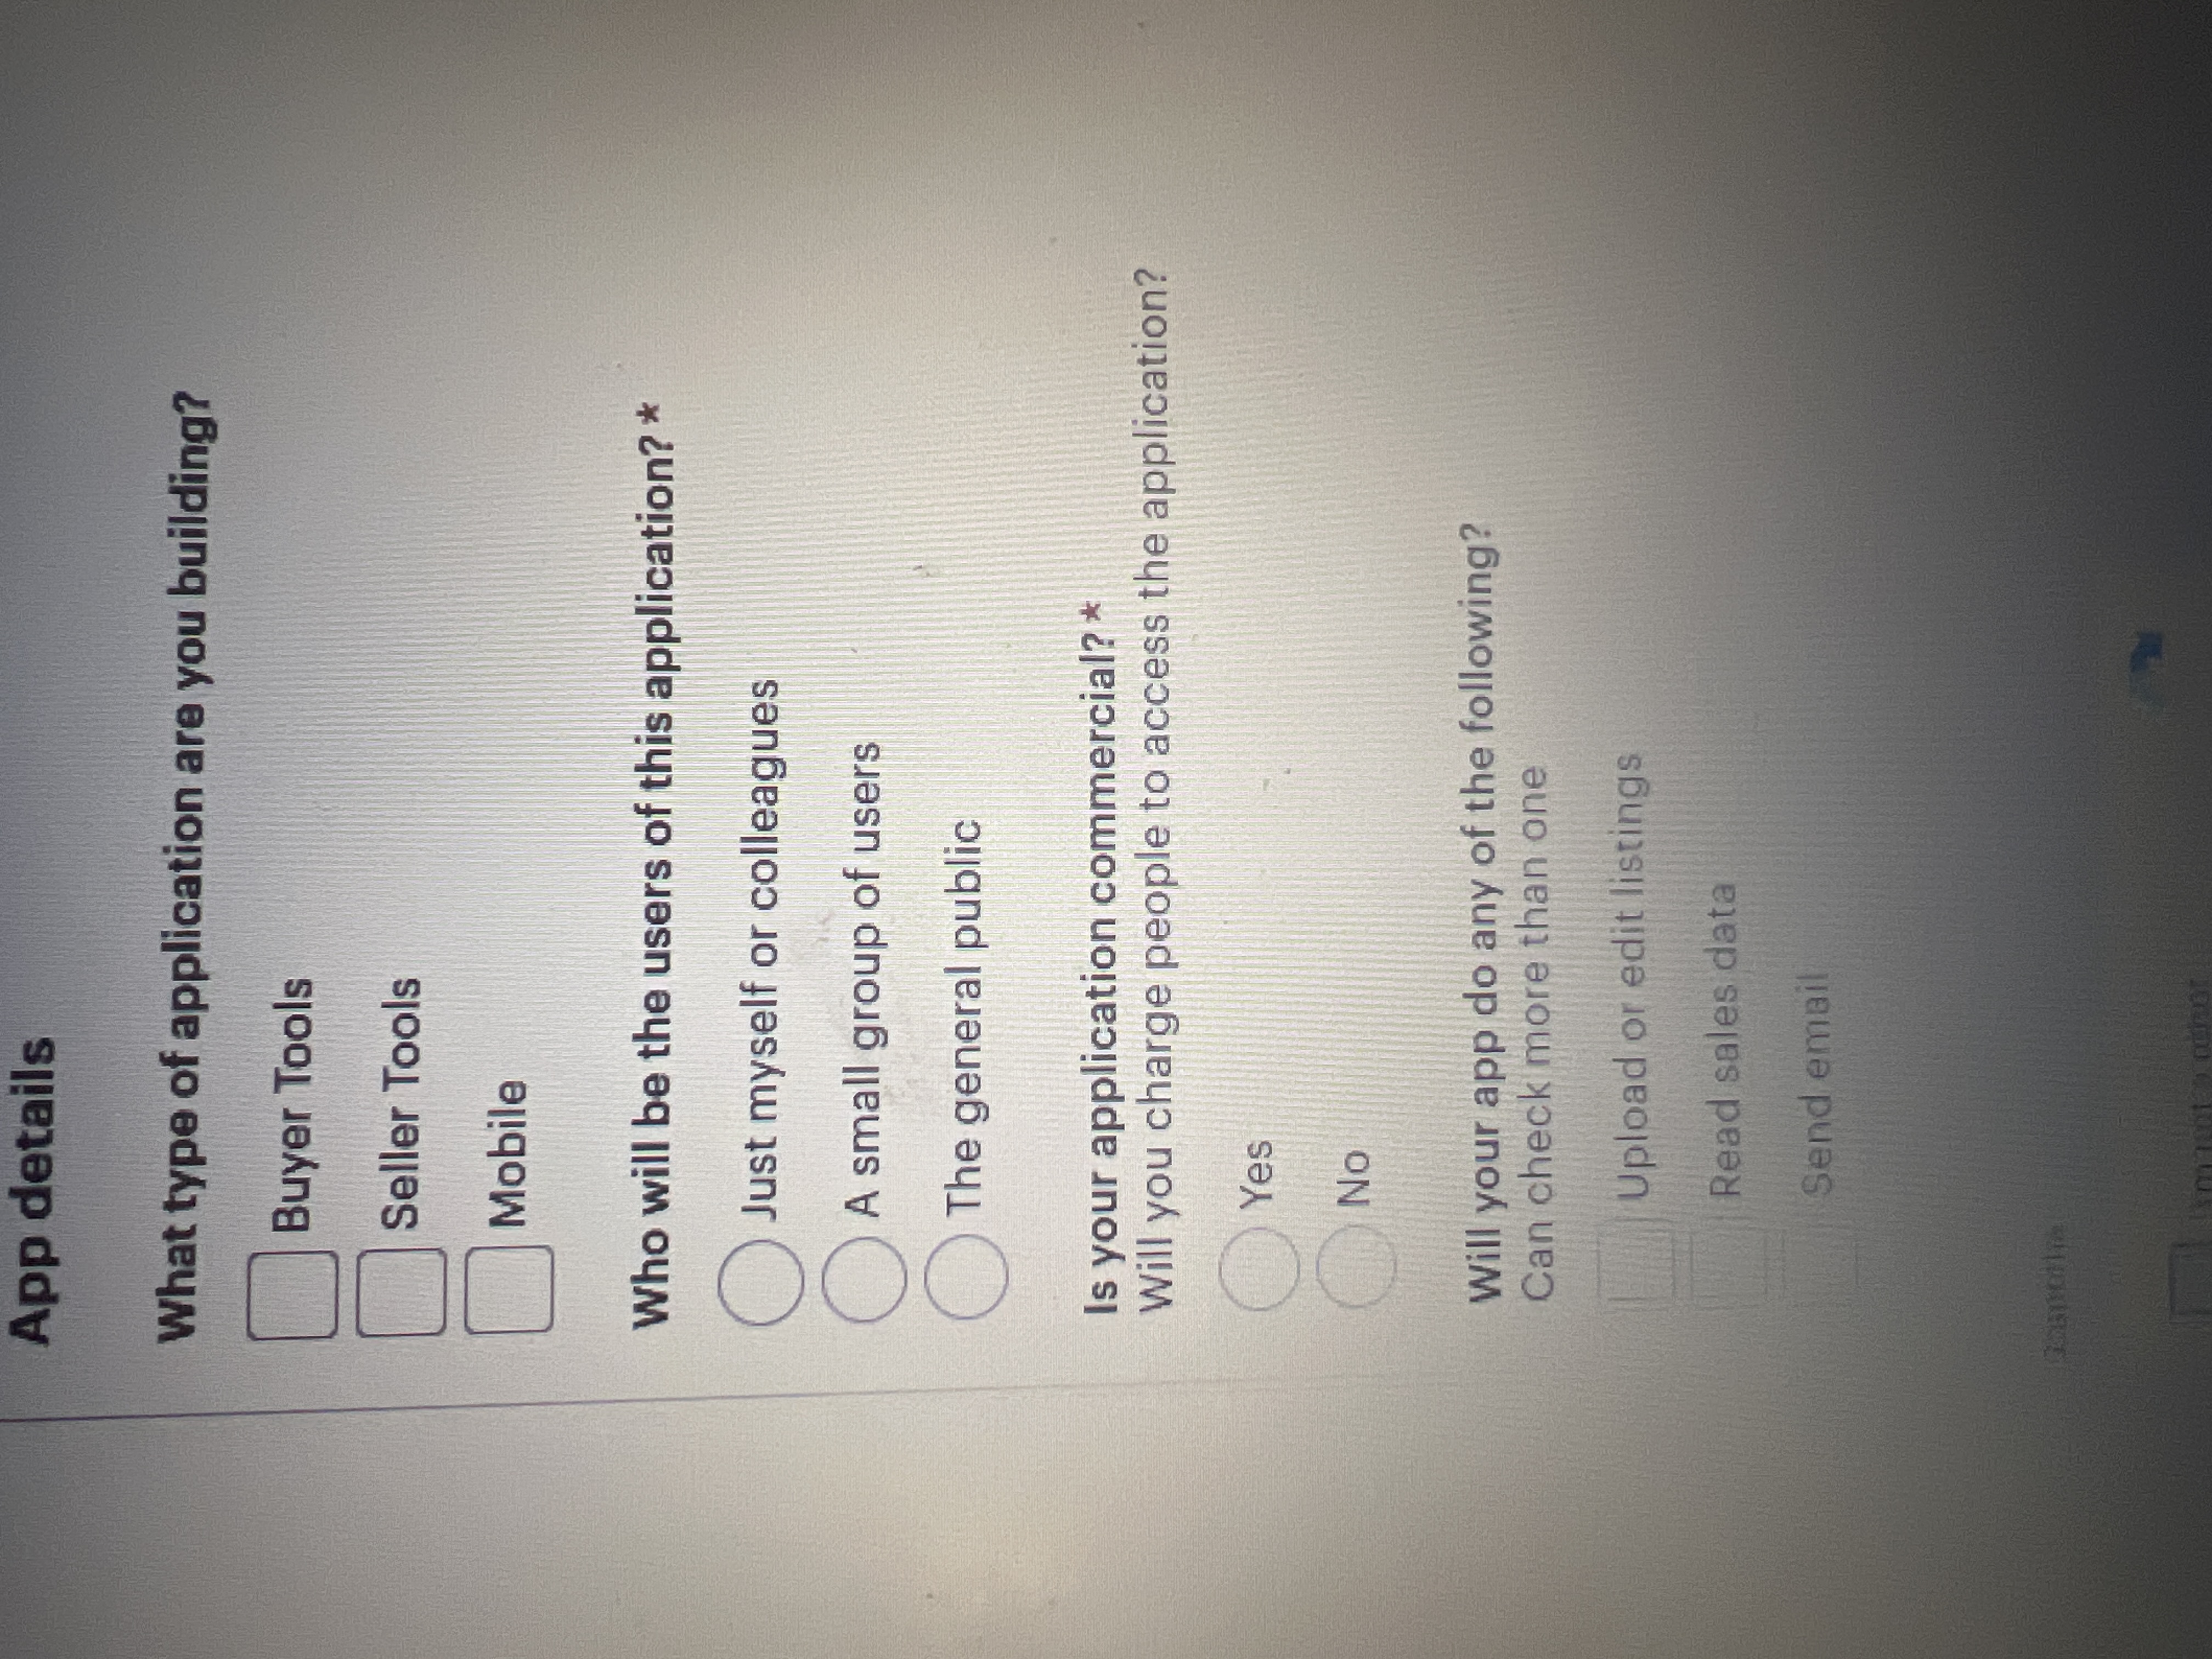 App details
What type of application are you building?
Buyer Tools
Seller Tools
Mobile
Who will be the users of this application? *
Just myself or colleagues
A small group of users
The general public
Is your application commercial? *
Will you charge people to access the application?
Yes
No
Will your app do any of the following?
Can check more than one
Upload or edit listings
Read sales data
Send email